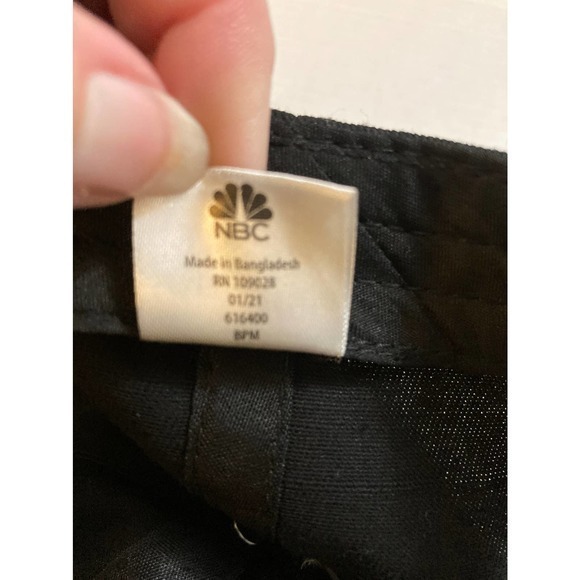 NBC
Made in Bangladesh
RN 109028
01/21
616400
BPM